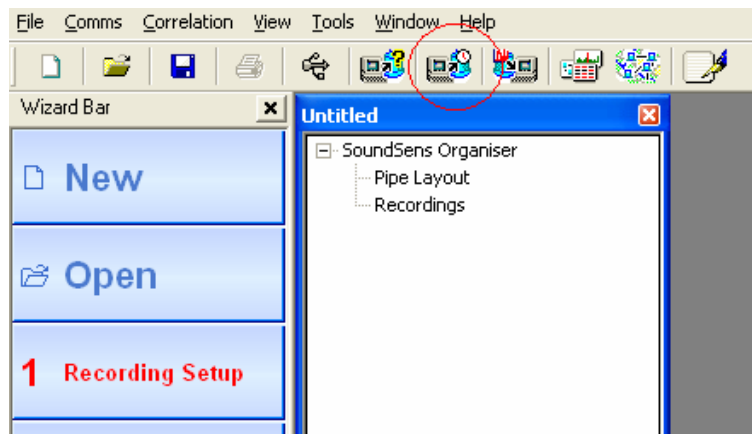 File Comms Correlation View Tools Window Help
Wizard Bar
New
Open
1 Recording Setup
Untitled
SoundSens Organiser
Pipe Layout
Recordings